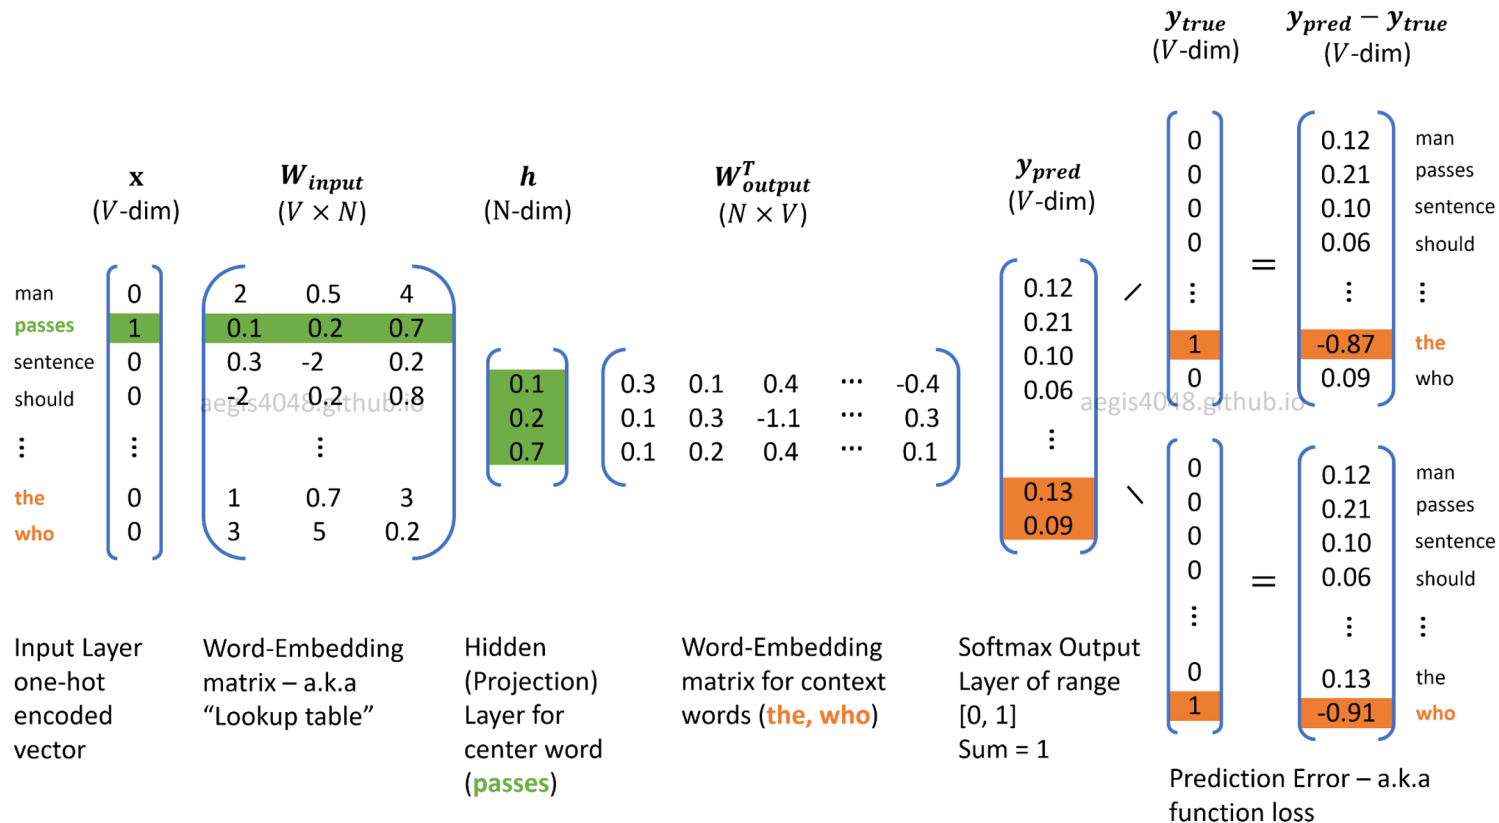 x
(V-dim)
man 0
passes 1
sentence 0
should 0
⋮ ⋮
the 0
who 0
Input Layer
one-hot
encoded
vector
W_input
(V × N)
2 0.5 4
0.1 0.2 0.7
0.3 -2 0.2
-2 0.2 0.8
⋮
1 0.7 3
3 5 0.2
aegis4048.github.io
Word-Embedding
matrix – a.k.a
“Lookup table”
h
(N-dim)
0.1
0.2
0.7
Hidden
(Projection)
Layer for
center word
(passes)
W^T_output
(N × V)
0.3 0.1 0.4 ⋯ -0.4
0.1 0.3 -1.1 ⋯ 0.3
0.1 0.2 0.4 ⋯ 0.1
Word-Embedding
matrix for context
words (the, who)
y_pred
(V-dim)
0.12
0.21
0.10
0.06
⋮
0.13
0.09
Softmax Output
Layer of range
[0, 1]
Sum = 1
y_true y_pred − y_true
(V-dim) (V-dim)
0 0.12 man
0 0.21 passes
0 0.10 sentence
0 = 0.06 should
⋮ ⋮ ⋮
1 -0.87 the
0 0.09 who
aegis4048.github.io
0 0.12 man
0 0.21 passes
0 0.10 sentence
0 = 0.06 should
⋮ ⋮ ⋮
0 0.13 the
1 -0.91 who
Prediction Error – a.k.a
function loss